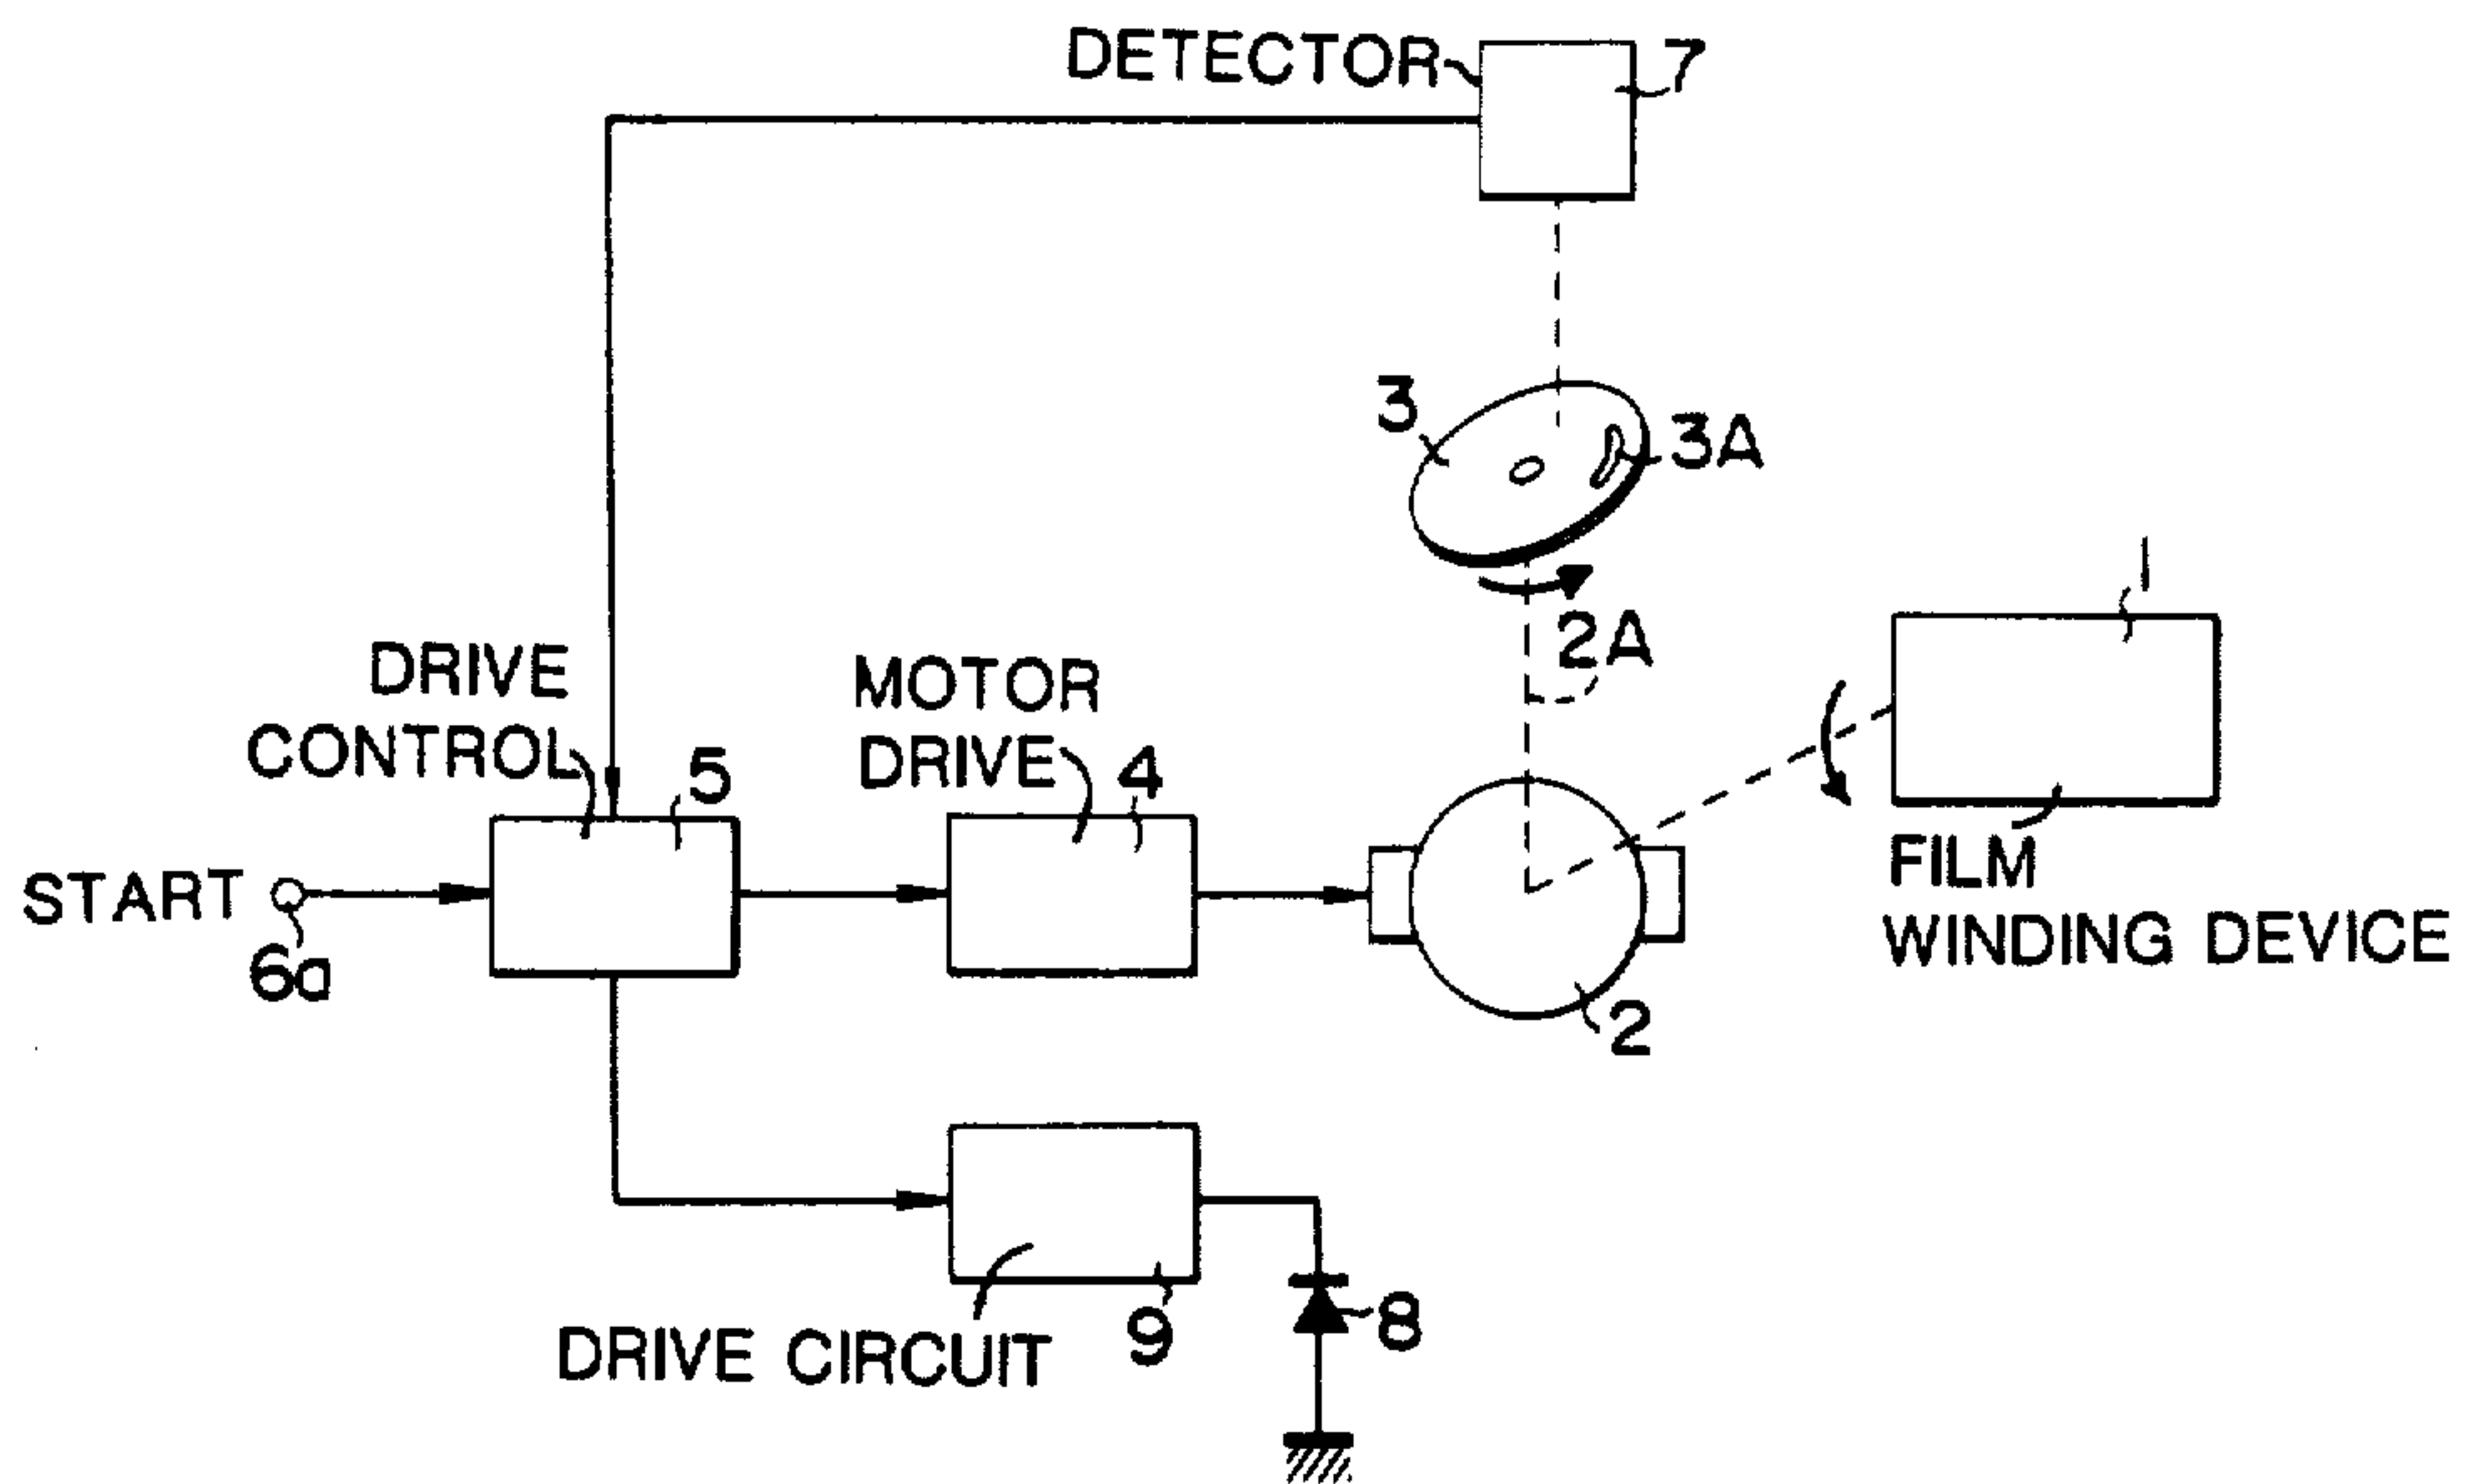 DETECTOR
7
3
3A
1
2A
DRIVE
CONTROL
5
MOTOR
DRIVE
4
START
6a
FILM
WINDING DEVICE
2
DRIVE CIRCUIT
9
8